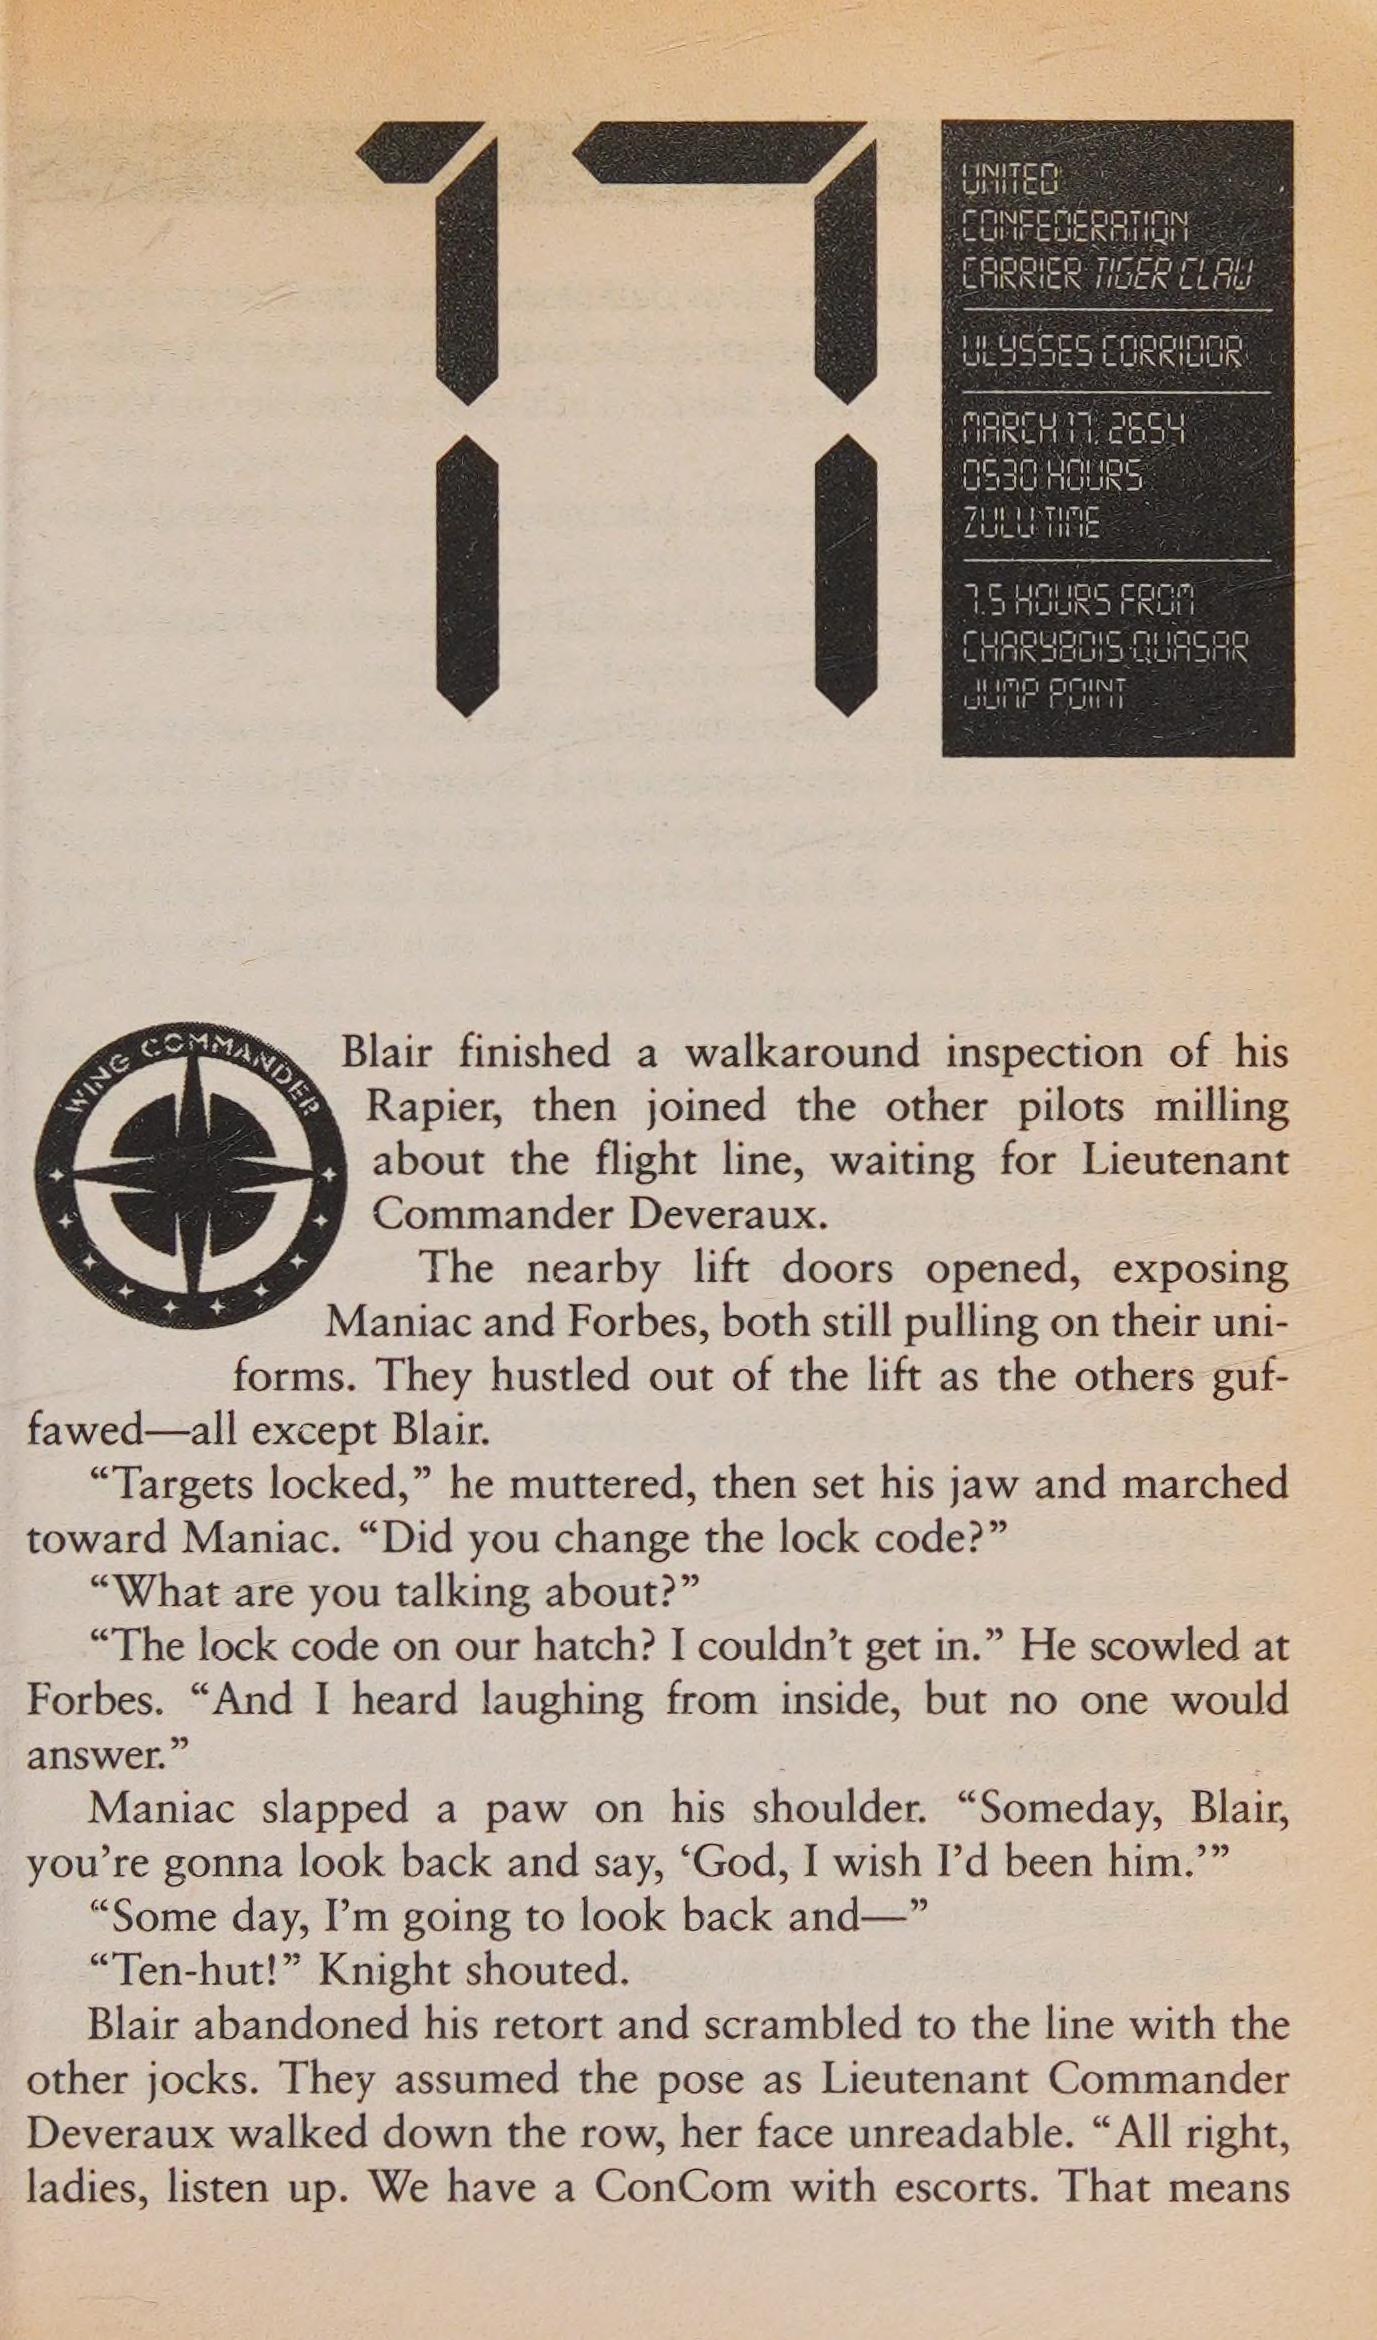 17
UNITED
CONFEDERATION
CARRIER TIGER CLAW
ULYSSES CORRIDOR
MARCH 17, 2654
0530 HOURS
ZULU TIME
7.5 HOURS FROM
CHARYBDIS QUASAR
JUMP POINT
WING COMMANDER
Blair finished a walkaround inspection of his
Rapier, then joined the other pilots milling
about the flight line, waiting for Lieutenant
Commander Deveraux.
The nearby lift doors opened, exposing
Maniac and Forbes, both still pulling on their uni-
forms. They hustled out of the lift as the others guf-
fawed—all except Blair.
“Targets locked,” he muttered, then set his jaw and marched
toward Maniac. “Did you change the lock code?”
“What are you talking about?”
“The lock code on our hatch? I couldn’t get in.” He scowled at
Forbes. “And I heard laughing from inside, but no one would
answer.”
Maniac slapped a paw on his shoulder. “Someday, Blair,
you’re gonna look back and say, ‘God, I wish I’d been him.’”
“Some day, I’m going to look back and—”
“Ten-hut!” Knight shouted.
Blair abandoned his retort and scrambled to the line with the
other jocks. They assumed the pose as Lieutenant Commander
Deveraux walked down the row, her face unreadable. “All right,
ladies, listen up. We have a ConCom with escorts. That means